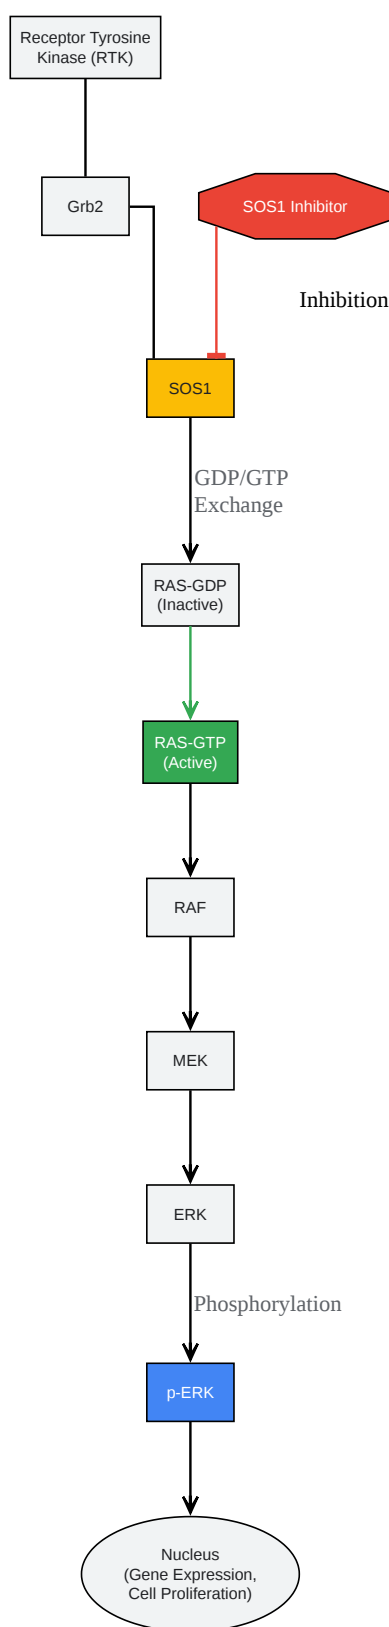 Receptor Tyrosine
Kinase (RTK)
Grb2
SOS1 Inhibitor
Inhibition
SOS1
GDP/GTP
Exchange
RAS-GDP
(Inactive)
RAS-GTP
(Active)
RAF
MEK
ERK
Phosphorylation
p-ERK
Nucleus
(Gene Expression,
Cell Proliferation)